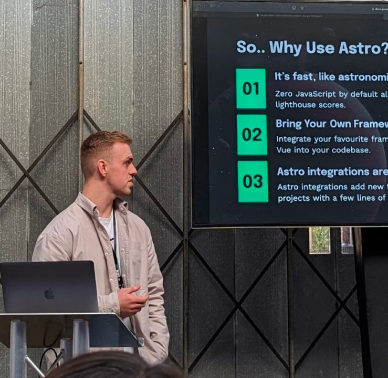 So.. Why Use Astro?
01
It's fast, like astronomi
Zero JavaScript by default al
lighthouse scores.
02
Bring Your Own Framew
Integrate your favourite fram
Vue into your codebase.
03
Astro integrations are
Astro integrations add new
projects with a few lines of